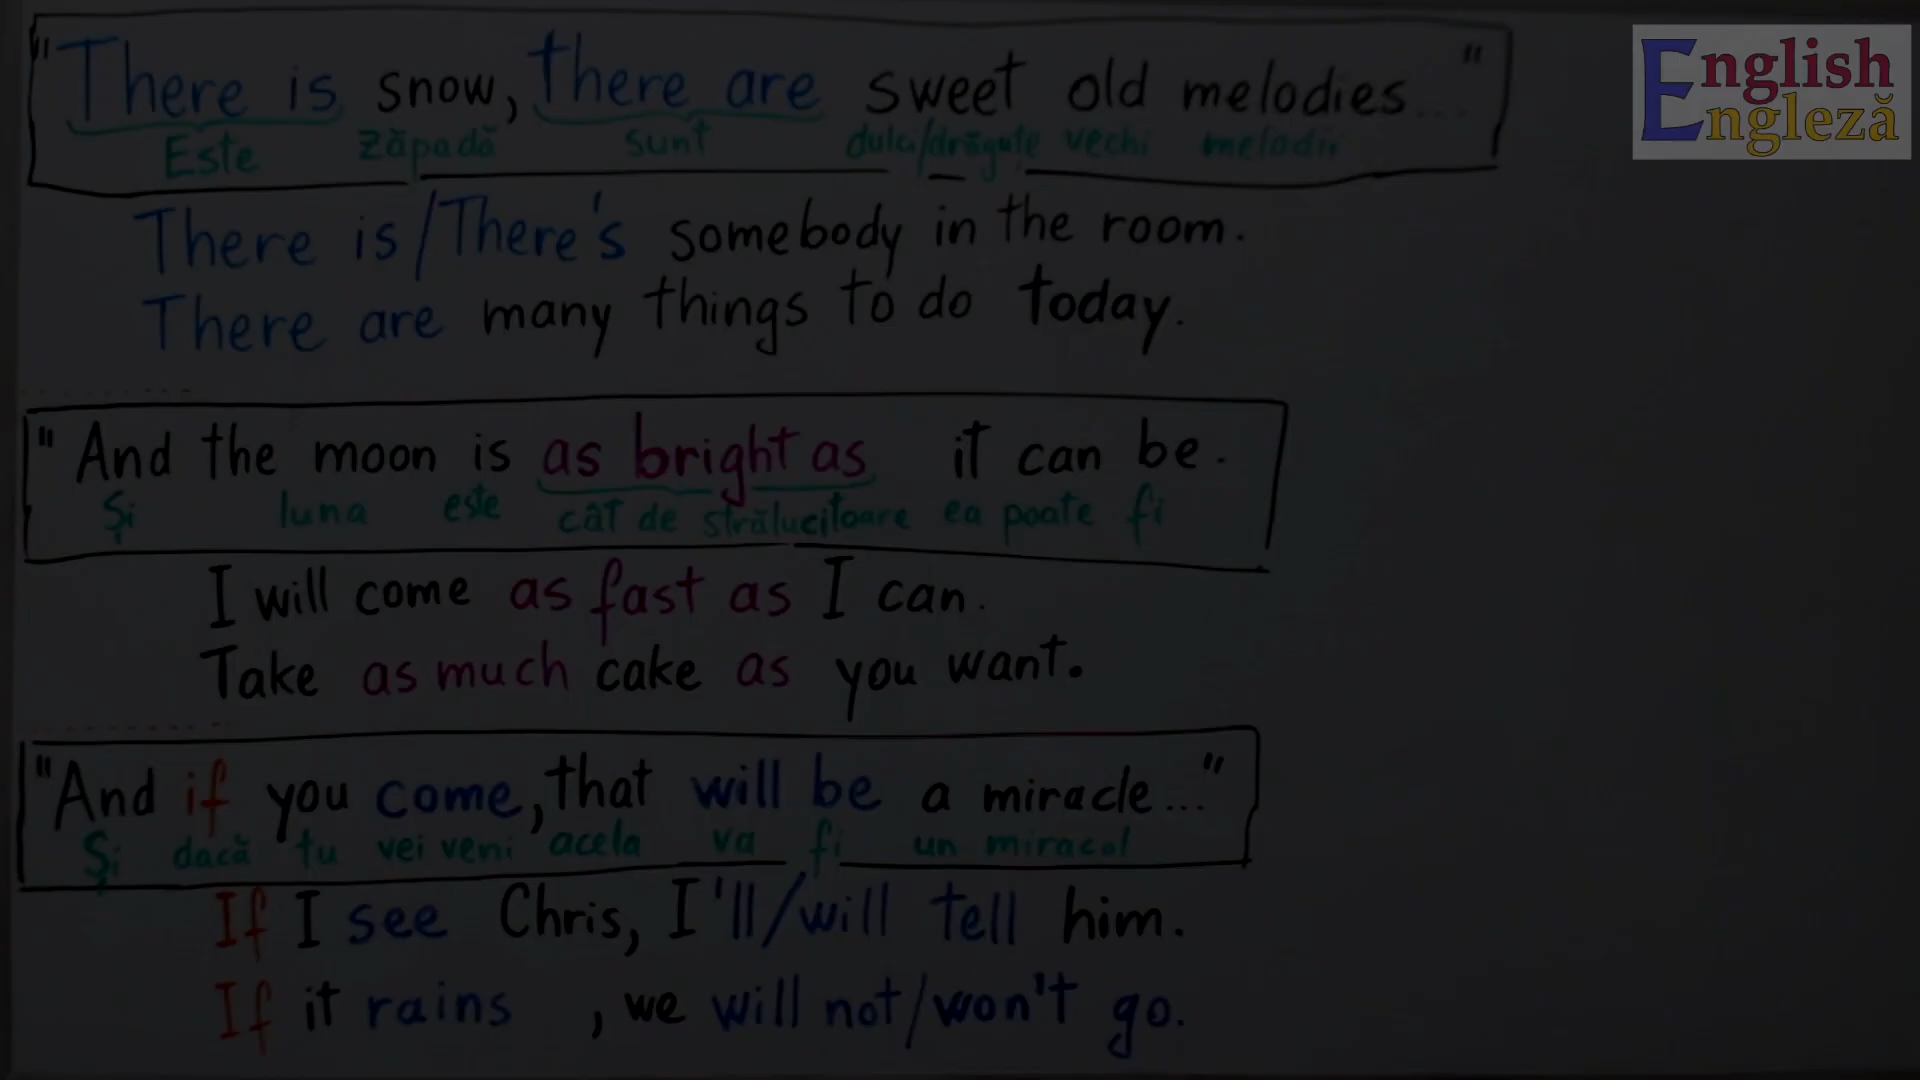 "There is snow, there are sweet old melodies..."
Este zăpadă sunt dulci/drăguțe vechi melodii
There is/There's somebody in the room.
There are many things to do today.
"And the moon is as bright as it can be.
Și luna este cât de strălucitoare ea poate fi
I will come as fast as I can.
Take as much cake as you want.
"And if you come, that will be a miracle..."
Și dacă tu vei veni acela va fi un miracol
If I see Chris, I'll/will tell him.
If it rains, we will not/won't go.
English
Engleză